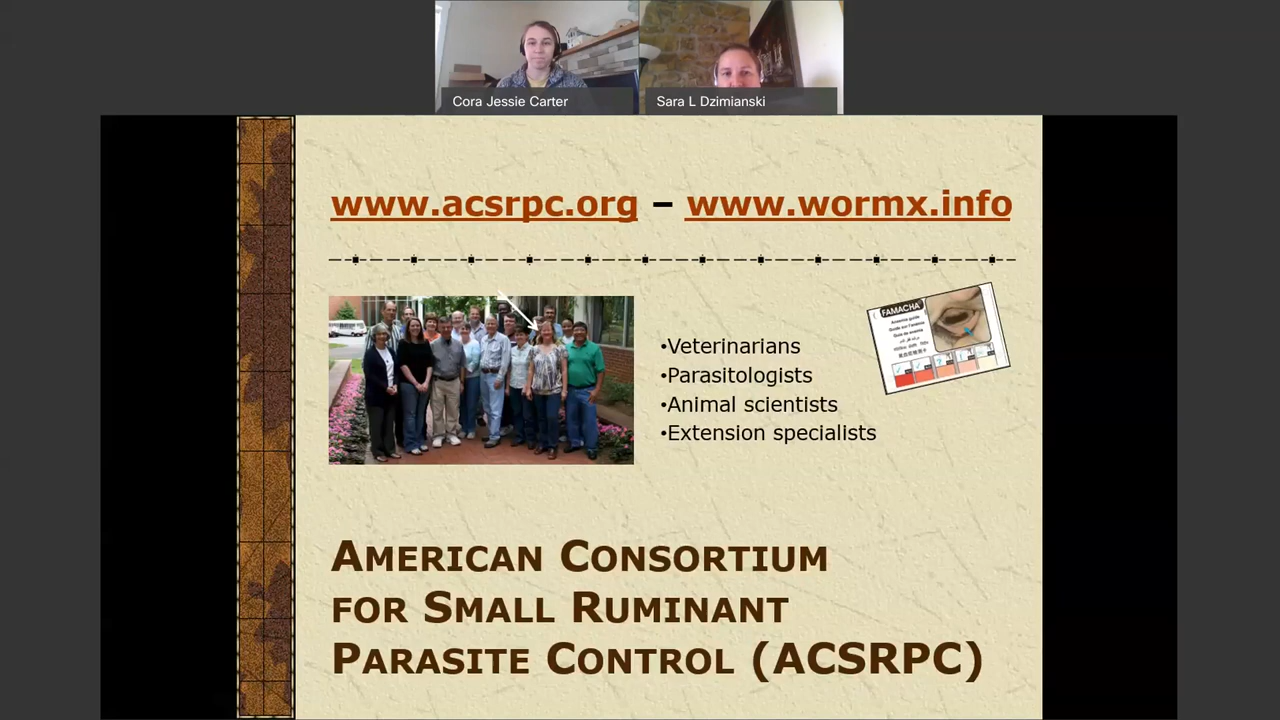 Cora Jessie Carter
Sara L Dzimianski
www.acsrpc.org – www.wormx.info
FAMACHA
•Veterinarians
•Parasitologists
•Animal scientists
•Extension specialists
AMERICAN CONSORTIUM
FOR SMALL RUMINANT
PARASITE CONTROL (ACSRPC)